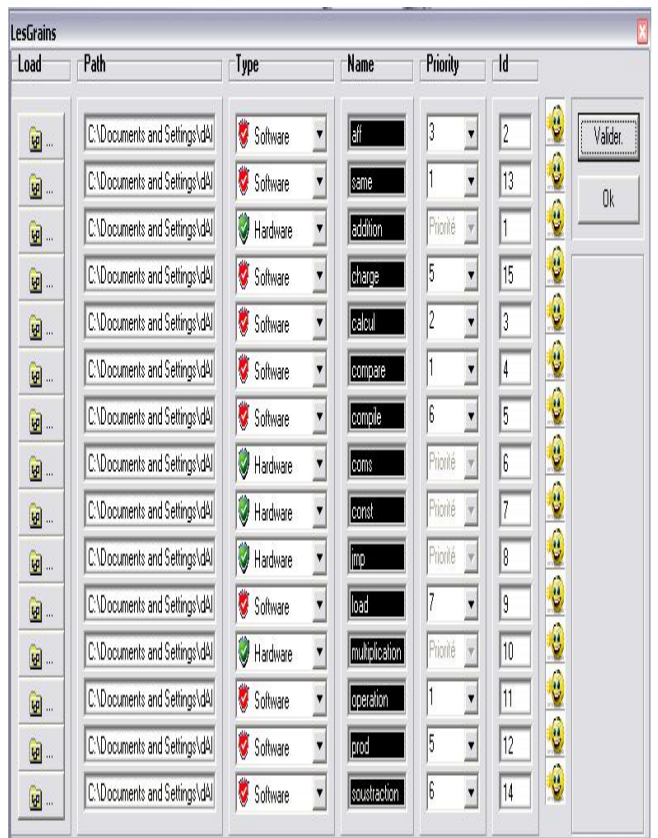 LesGrains
Load Path Type Name Priority Id
... C:\Documents and Settings\dAl Software aff 3 2 Valider.
... C:\Documents and Settings\dAl Software same 1 13 Ok
... C:\Documents and Settings\dAl Hardware addition Priorité 1
... C:\Documents and Settings\dAl Software charge 5 15
... C:\Documents and Settings\dAl Software calcul 2 3
... C:\Documents and Settings\dAl Software compare 1 4
... C:\Documents and Settings\dAl Software compile 6 5
... C:\Documents and Settings\dAl Hardware coms Priorité 6
... C:\Documents and Settings\dAl Hardware const Priorité 7
... C:\Documents and Settings\dAl Hardware jmp Priorité 8
... C:\Documents and Settings\dAl Software load 7 9
... C:\Documents and Settings\dAl Hardware multiplication Priorité 10
... C:\Documents and Settings\dAl Software operation 1 11
... C:\Documents and Settings\dAl Software prod 5 12
... C:\Documents and Settings\dAl Software soustraction 6 14